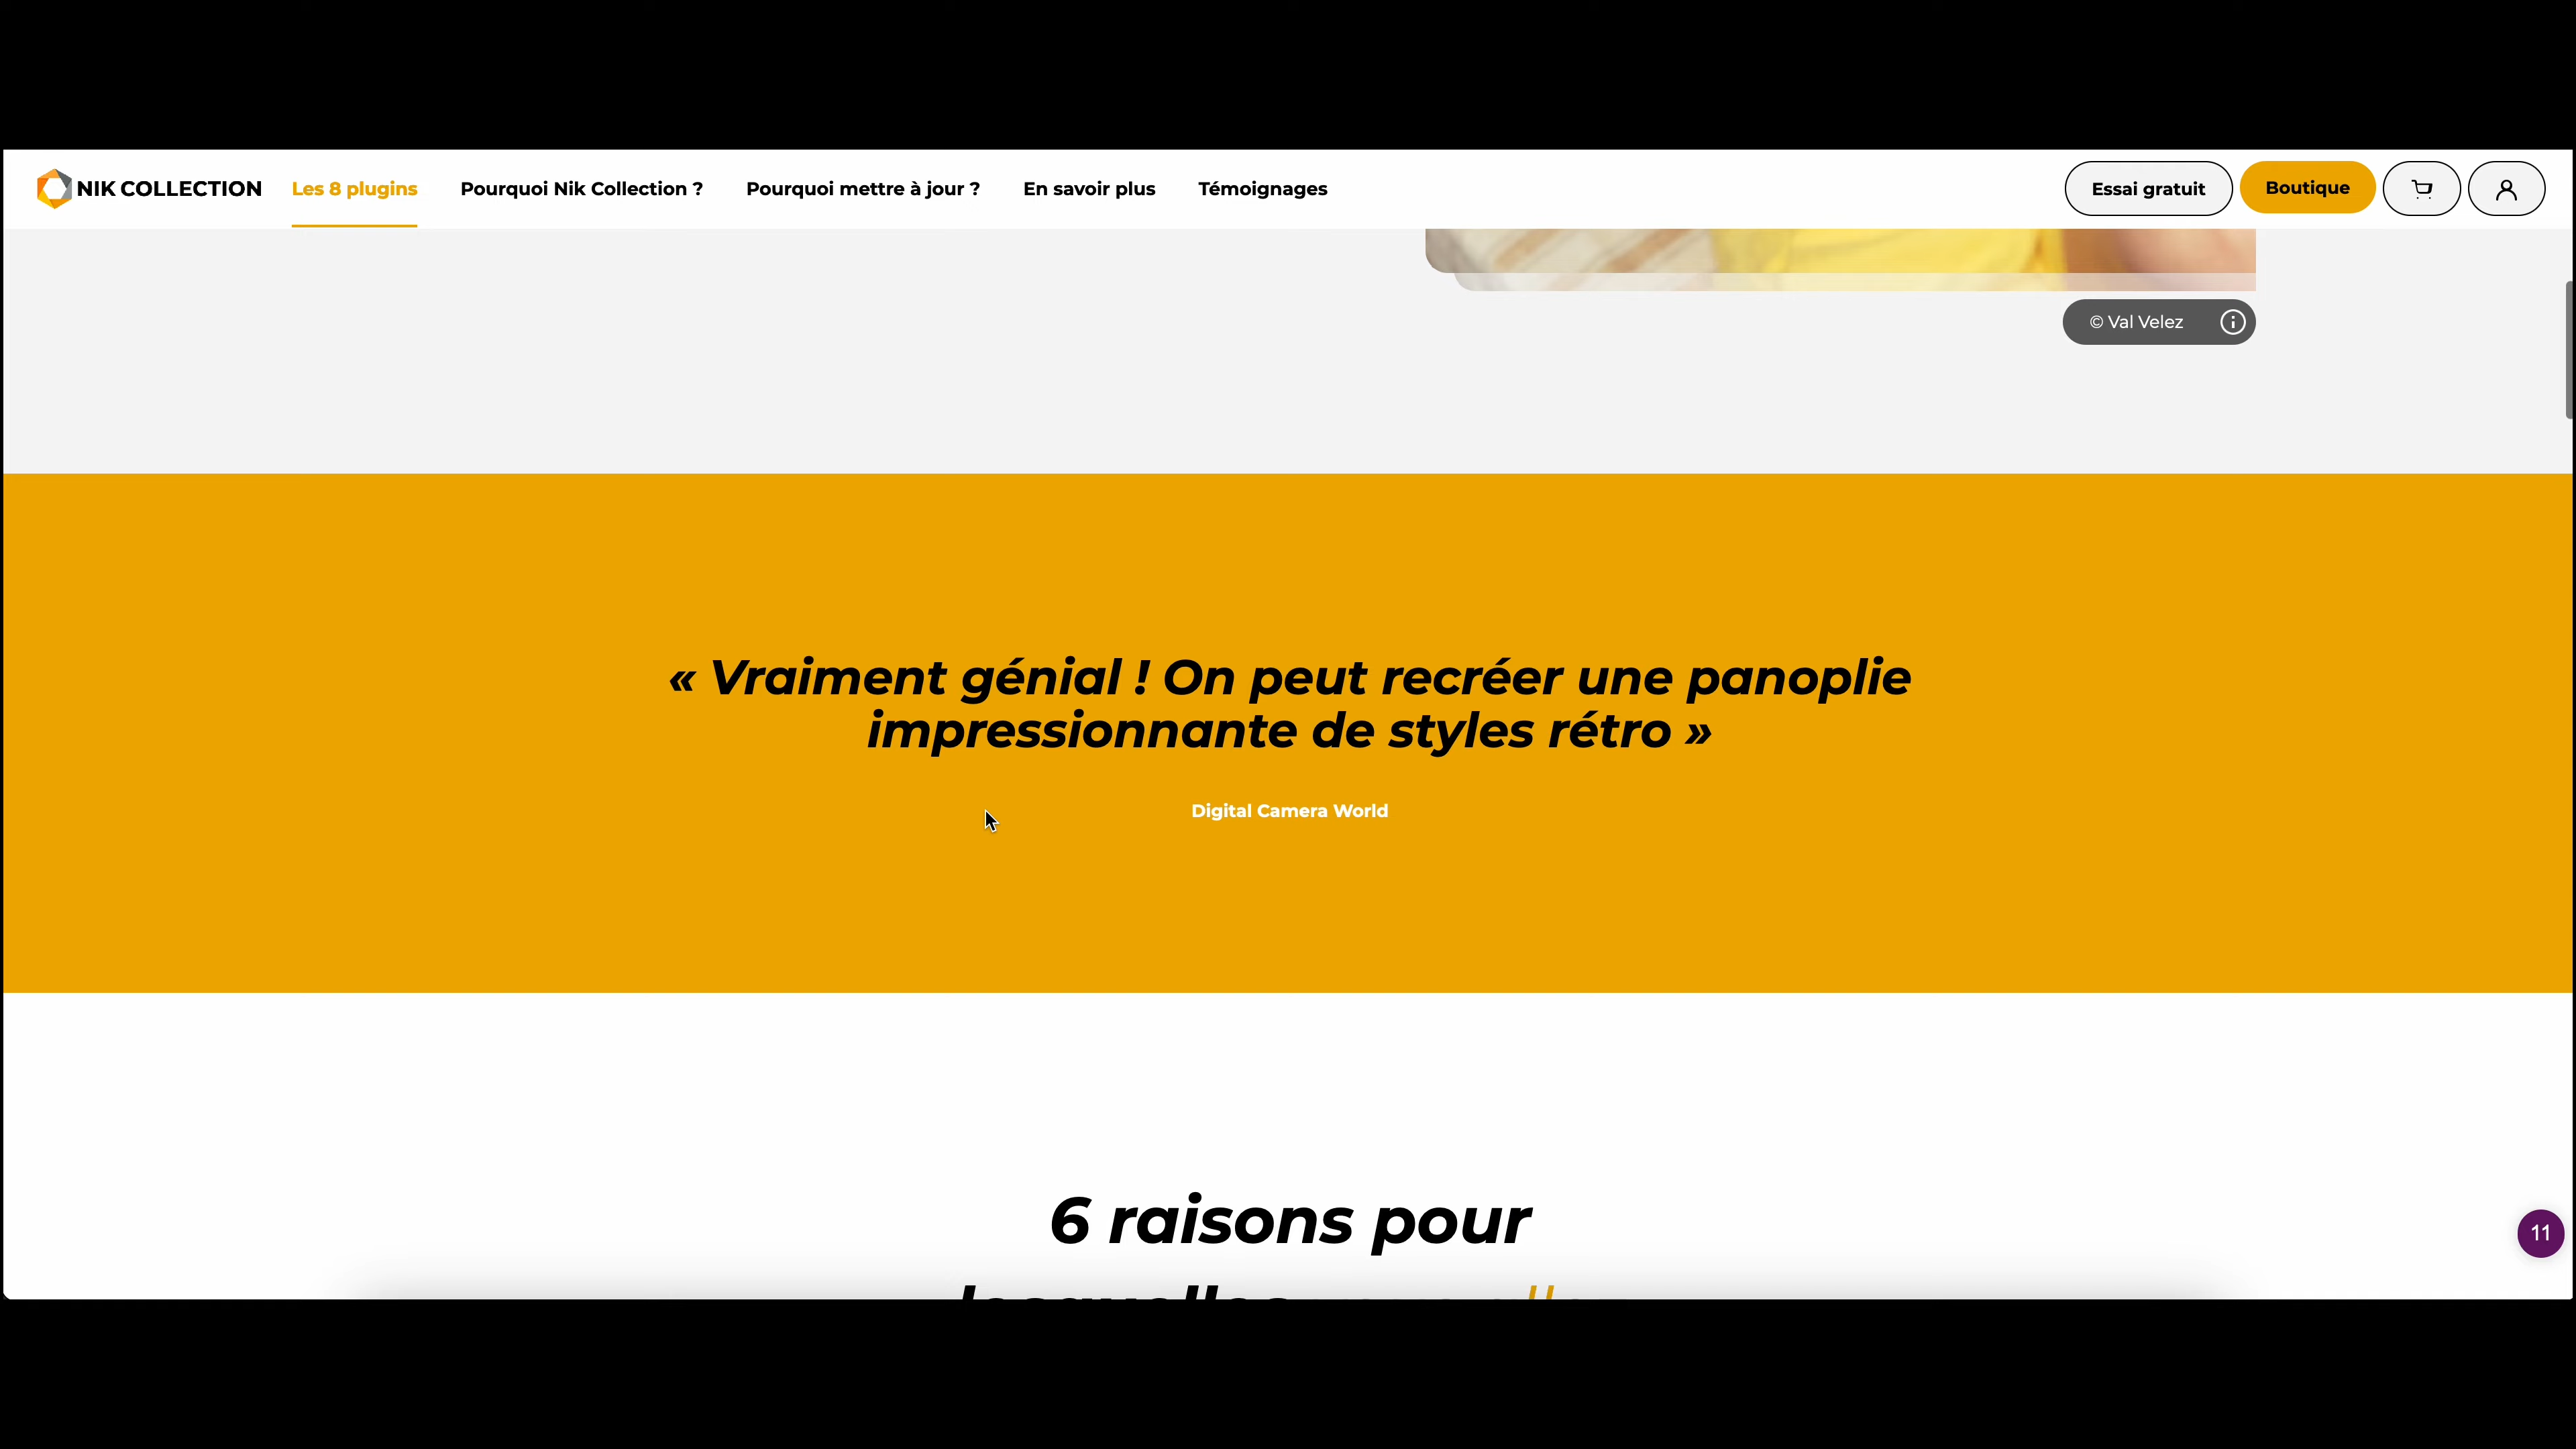 NIK COLLECTION Les 8 plugins Pourquoi Nik Collection ? Pourquoi mettre à jour ? En savoir plus Témoignages Essai gratuit Boutique
© Val Velez
« Vraiment génial ! On peut recréer une panoplie
impressionnante de styles rétro »
Digital Camera World
6 raisons pour
11